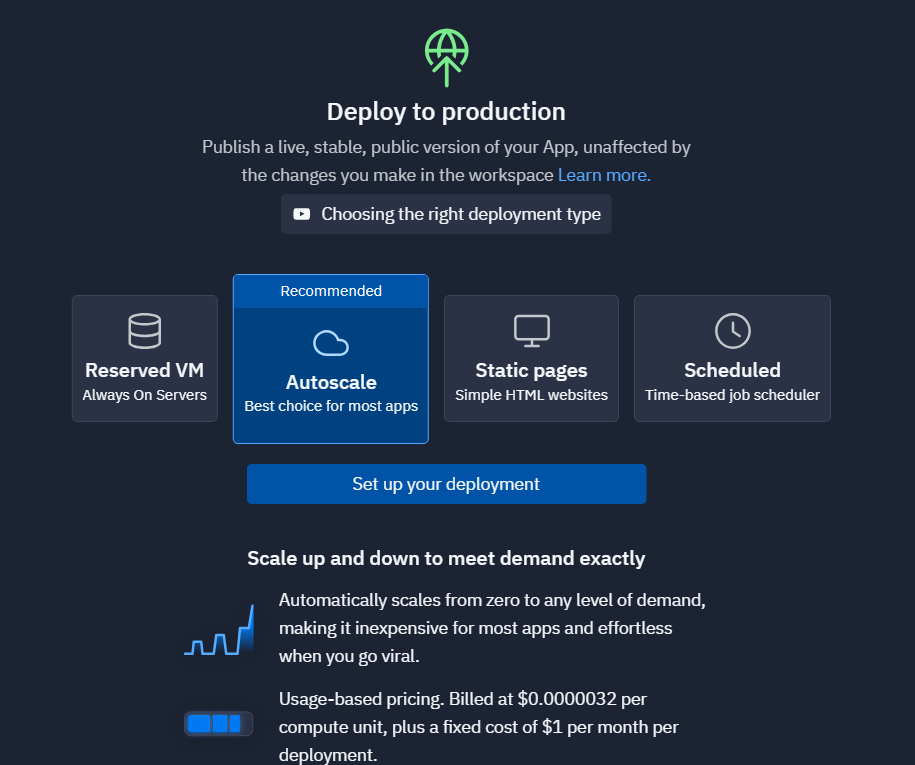 Deploy to production
Publish a live, stable, public version of your App, unaffected by
the changes you make in the workspace Learn more.
Choosing the right deployment type
Reserved VM
Always On Servers
Recommended
Autoscale
Best choice for most apps
Static pages
Simple HTML websites
Scheduled
Time-based job scheduler
Set up your deployment
Scale up and down to meet demand exactly
Automatically scales from zero to any level of demand,
making it inexpensive for most apps and effortless
when you go viral.
Usage-based pricing. Billed at $0.0000032 per
compute unit, plus a fixed cost of $1 per month per
deployment.